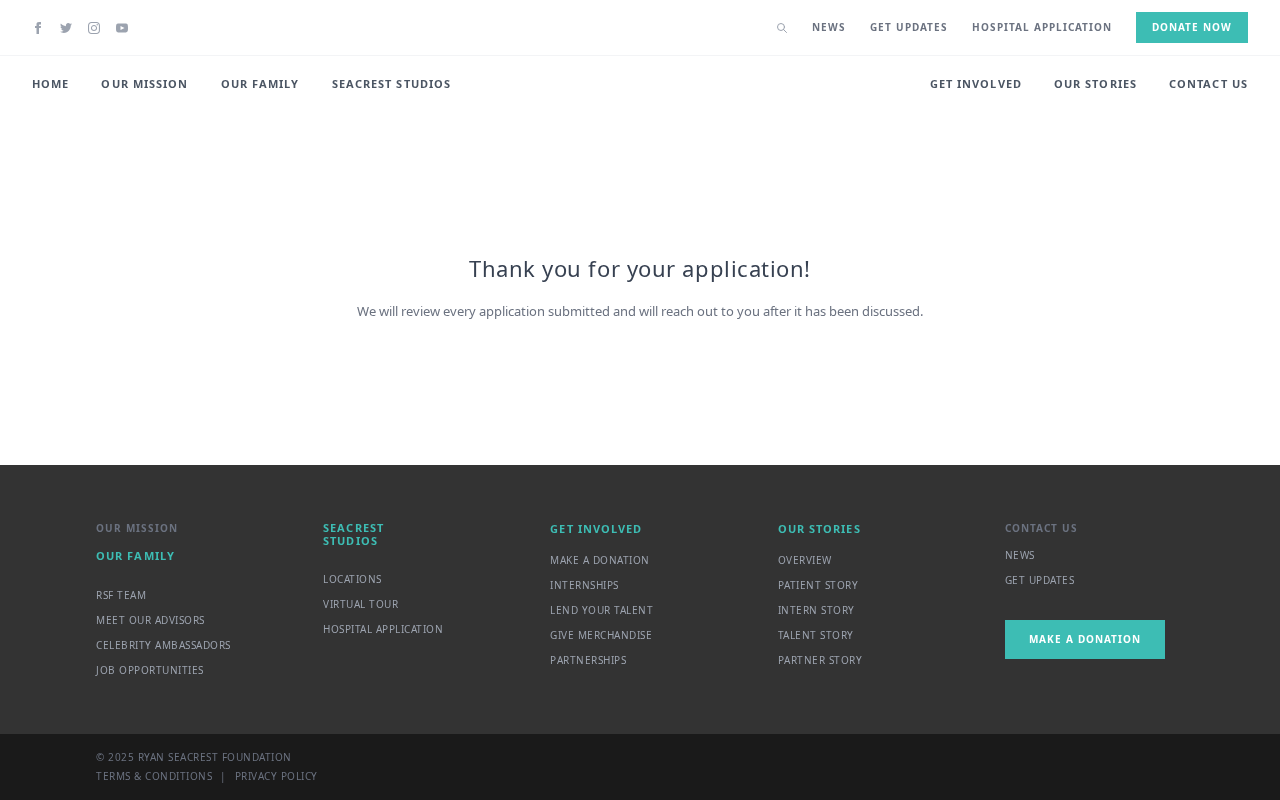 NEWS GET UPDATES HOSPITAL APPLICATION DONATE NOW
HOME OUR MISSION OUR FAMILY SEACREST STUDIOS GET INVOLVED OUR STORIES CONTACT US
Thank you for your application!
We will review every application submitted and will reach out to you after it has been discussed.
OUR MISSION
OUR FAMILY
RSF TEAM
MEET OUR ADVISORS
CELEBRITY AMBASSADORS
JOB OPPORTUNITIES
SEACREST
STUDIOS
LOCATIONS
VIRTUAL TOUR
HOSPITAL APPLICATION
GET INVOLVED
MAKE A DONATION
INTERNSHIPS
LEND YOUR TALENT
GIVE MERCHANDISE
PARTNERSHIPS
OUR STORIES
OVERVIEW
PATIENT STORY
INTERN STORY
TALENT STORY
PARTNER STORY
CONTACT US
NEWS
GET UPDATES
MAKE A DONATION
© 2025 RYAN SEACREST FOUNDATION
TERMS & CONDITIONS | PRIVACY POLICY